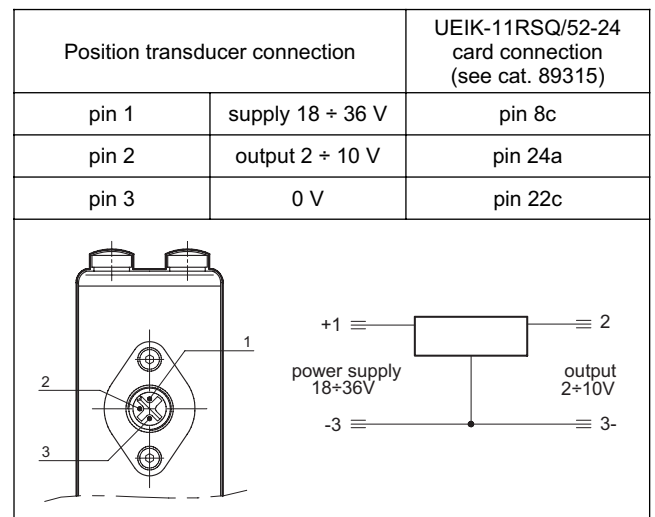 Position transducer connection
UEIK-11RSQ/52-24
card connection
(see cat. 89315)
pin 1
supply 18 ÷ 36 V
pin 8c
pin 2
output 2 ÷ 10 V
pin 24a
pin 3
0 V
pin 22c
1
2
3
+1
2
power supply
18÷36V
output
2÷10V
-3
3-